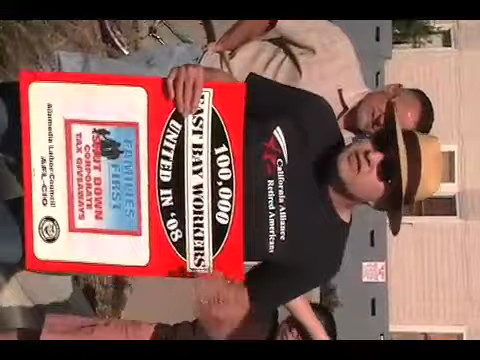 100,000
EAST BAY WORKERS
UNITED IN '08
FAMILIES
FIRST
SHUT DOWN
CORPORATE
TAX GIVEAWAYS
Alameda Labor Council
AFL-CIO
California Alliance
Retired Americans